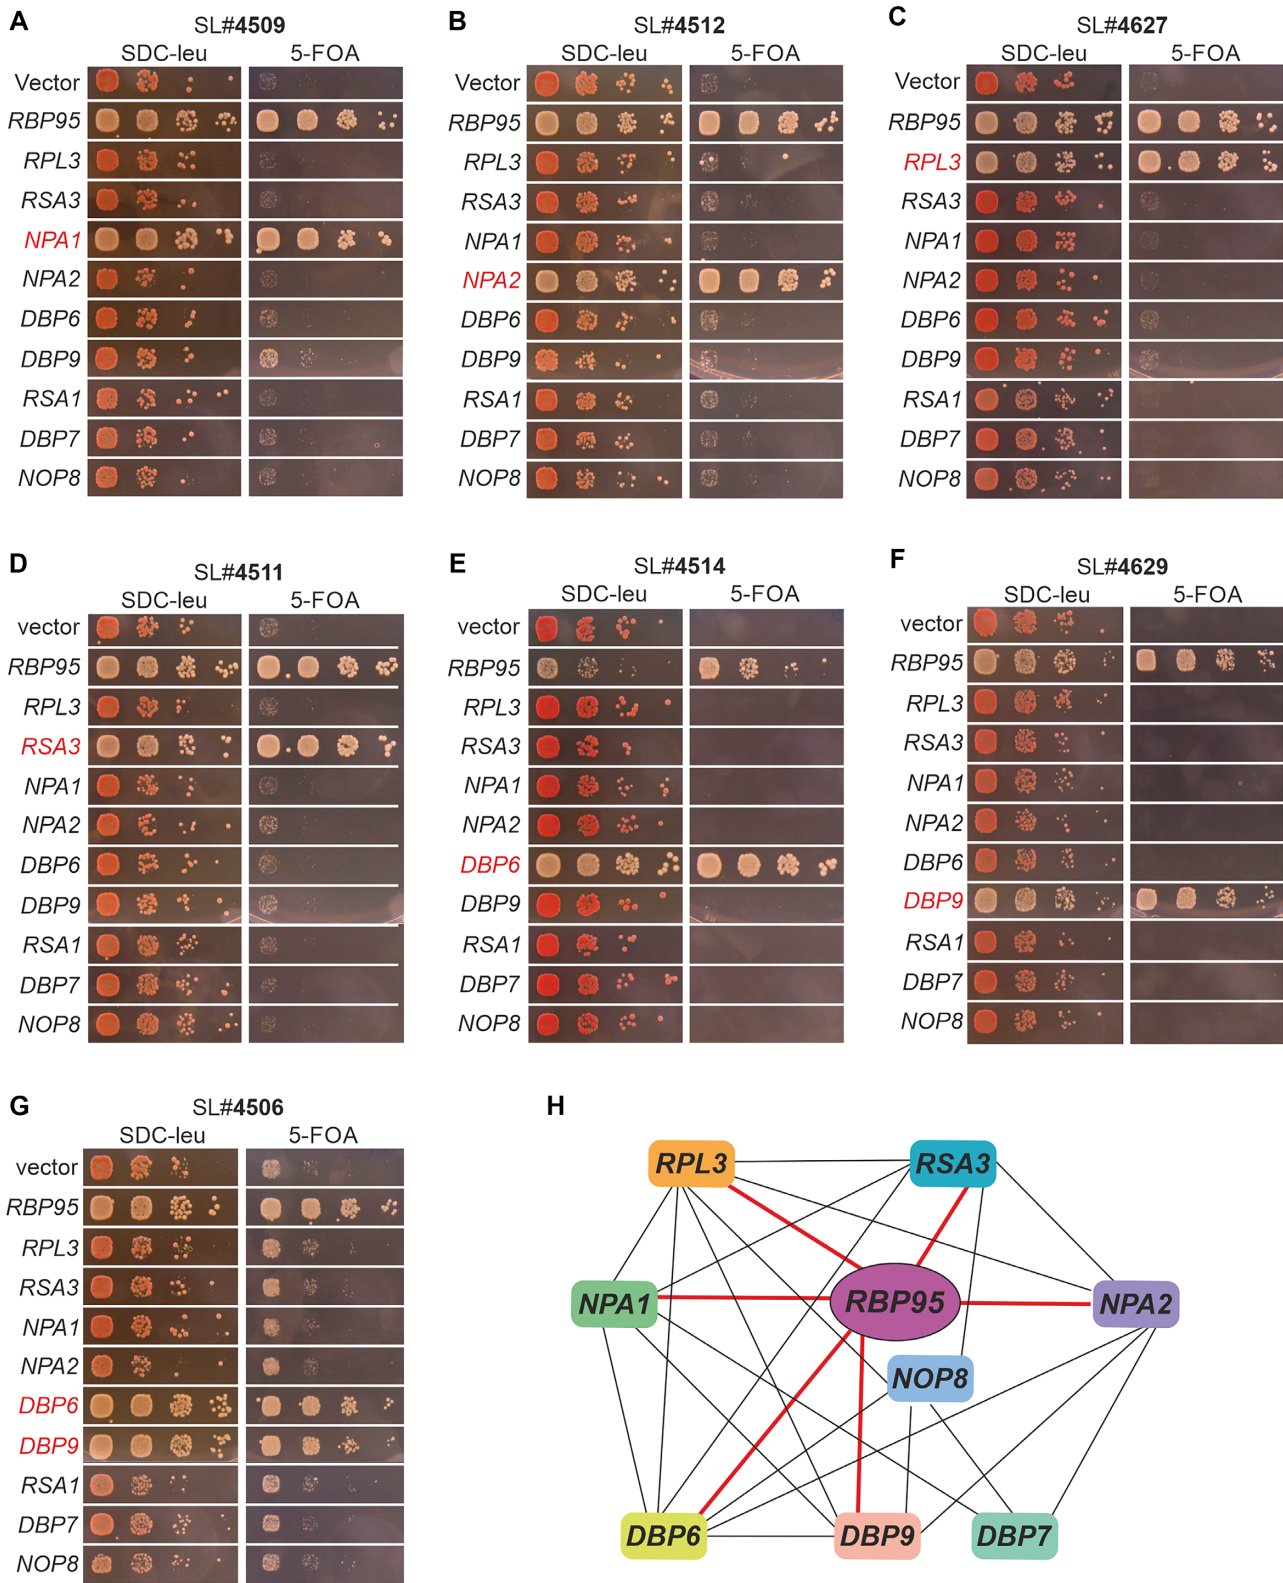 A
SL#4509
SDC-leu 5-FOA
Vector
RBP95
RPL3
RSA3
NPA1
NPA2
DBP6
DBP9
RSA1
DBP7
NOP8
B
SL#4512
SDC-leu 5-FOA
Vector
RBP95
RPL3
RSA3
NPA1
NPA2
DBP6
DBP9
RSA1
DBP7
NOP8
C
SL#4627
SDC-leu 5-FOA
Vector
RBP95
RPL3
RSA3
NPA1
NPA2
DBP6
DBP9
RSA1
DBP7
NOP8
D
SL#4511
SDC-leu 5-FOA
vector
RBP95
RPL3
RSA3
NPA1
NPA2
DBP6
DBP9
RSA1
DBP7
NOP8
E
SL#4514
SDC-leu 5-FOA
vector
RBP95
RPL3
RSA3
NPA1
NPA2
DBP6
DBP9
RSA1
DBP7
NOP8
F
SL#4629
SDC-leu 5-FOA
vector
RBP95
RPL3
RSA3
NPA1
NPA2
DBP6
DBP9
RSA1
DBP7
NOP8
G
SL#4506
SDC-leu 5-FOA
vector
RBP95
RPL3
RSA3
NPA1
NPA2
DBP6
DBP9
RSA1
DBP7
NOP8
H
RPL3 RSA3
NPA1 RBP95 NPA2
NOP8
DBP6 DBP9 DBP7